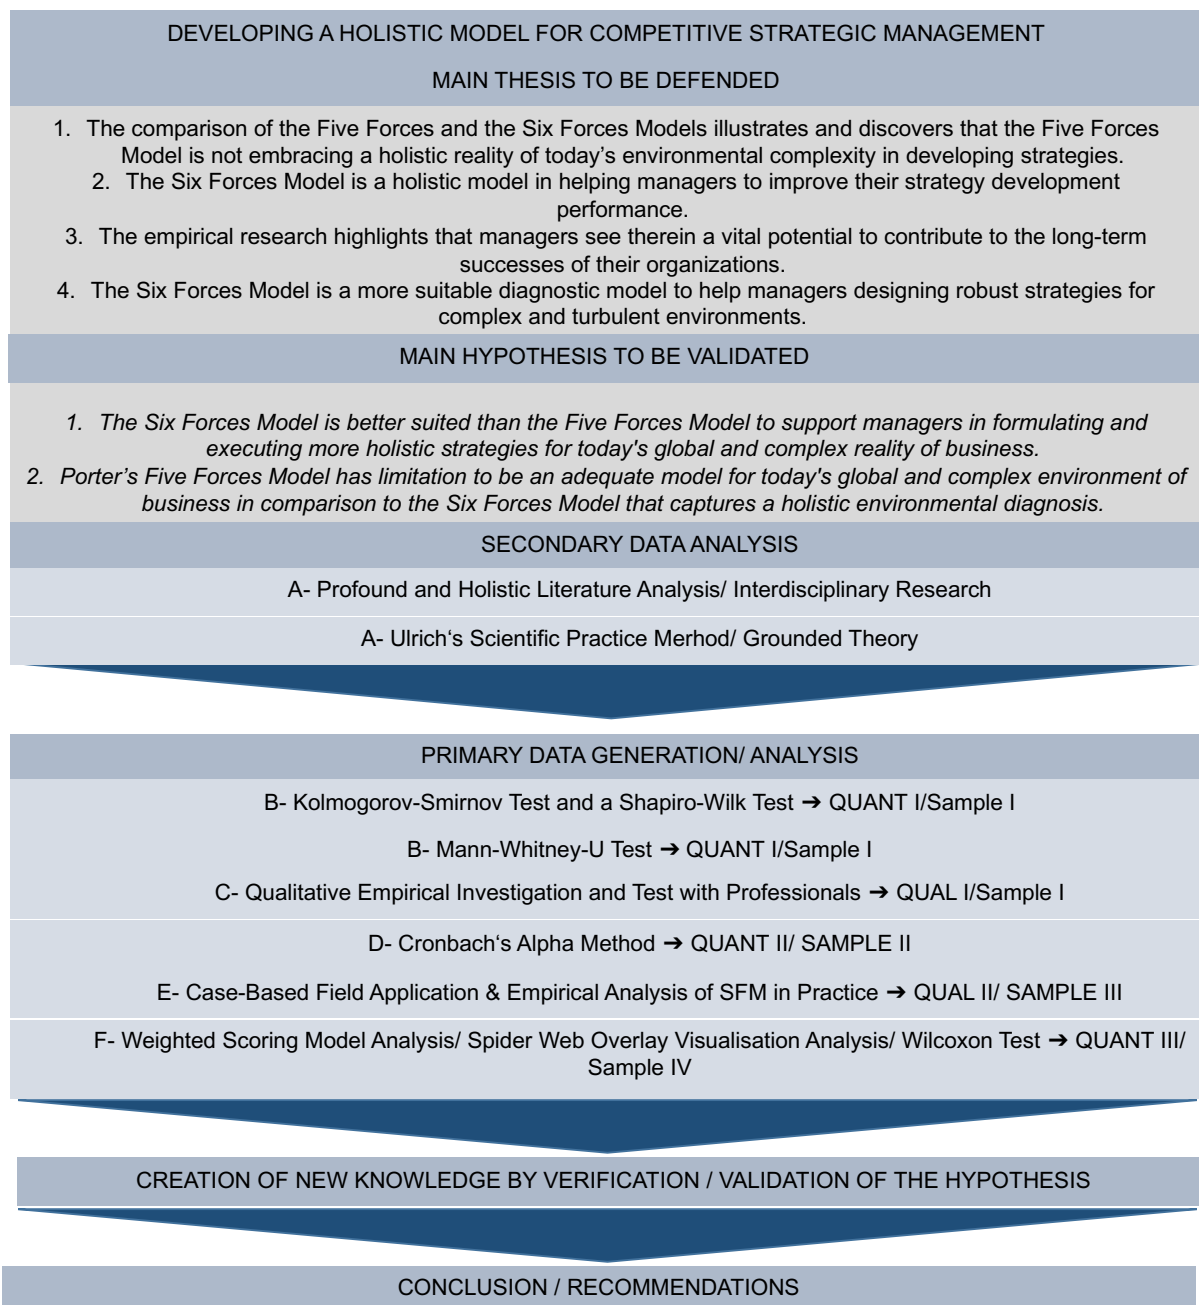 DEVELOPING A HOLISTIC MODEL FOR COMPETITIVE STRATEGIC MANAGEMENT
MAIN THESIS TO BE DEFENDED
1. The comparison of the Five Forces and the Six Forces Models illustrates and discovers that the Five Forces
Model is not embracing a holistic reality of today’s environmental complexity in developing strategies.
2. The Six Forces Model is a holistic model in helping managers to improve their strategy development
performance.
3. The empirical research highlights that managers see therein a vital potential to contribute to the long-term
successes of their organizations.
4. The Six Forces Model is a more suitable diagnostic model to help managers designing robust strategies for
complex and turbulent environments.
MAIN HYPOTHESIS TO BE VALIDATED
1. The Six Forces Model is better suited than the Five Forces Model to support managers in formulating and
executing more holistic strategies for today's global and complex reality of business.
2. Porter’s Five Forces Model has limitation to be an adequate model for today's global and complex environment of
business in comparison to the Six Forces Model that captures a holistic environmental diagnosis.
SECONDARY DATA ANALYSIS
A- Profound and Holistic Literature Analysis/ Interdisciplinary Research
A- Ulrich‘s Scientific Practice Merhod/ Grounded Theory
PRIMARY DATA GENERATION/ ANALYSIS
B- Kolmogorov-Smirnov Test and a Shapiro-Wilk Test ➔ QUANT I/Sample I
B- Mann-Whitney-U Test ➔ QUANT I/Sample I
C- Qualitative Empirical Investigation and Test with Professionals ➔ QUAL I/Sample I
D- Cronbach‘s Alpha Method ➔ QUANT II/ SAMPLE II
E- Case-Based Field Application & Empirical Analysis of SFM in Practice ➔ QUAL II/ SAMPLE III
F- Weighted Scoring Model Analysis/ Spider Web Overlay Visualisation Analysis/ Wilcoxon Test ➔ QUANT III/
Sample IV
CREATION OF NEW KNOWLEDGE BY VERIFICATION / VALIDATION OF THE HYPOTHESIS
CONCLUSION / RECOMMENDATIONS